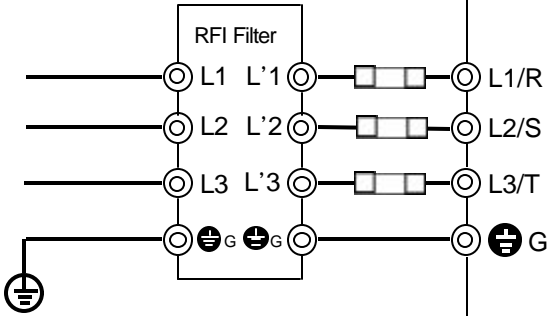 RFI Filter
L1 L'1 L1/R
L2 L'2 L2/S
L3 L'3 L3/T
G G G